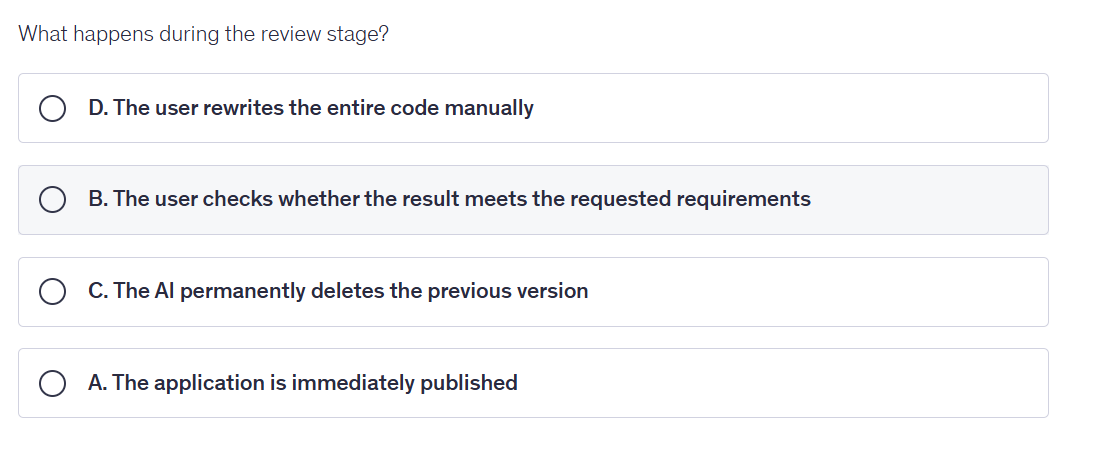 What happens during the review stage?
D. The user rewrites the entire code manually
B. The user checks whether the result meets the requested requirements
C. The AI permanently deletes the previous version
A. The application is immediately published